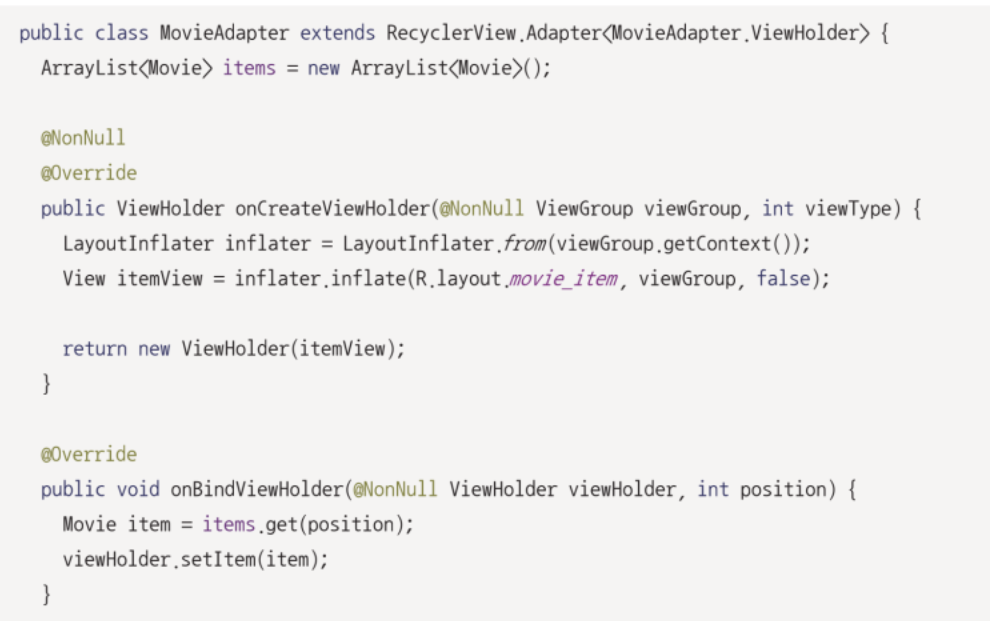 public class MovieAdapter extends RecyclerView.Adapter<MovieAdapter.ViewHolder> {
ArrayList<Movie> items = new ArrayList<Movie>();
@NonNull
@Override
public ViewHolder onCreateViewHolder(@NonNull ViewGroup viewGroup, int viewType) {
LayoutInflater inflater = LayoutInflater.from(viewGroup.getContext());
View itemView = inflater.inflate(R.layout.movie_item, viewGroup, false);
return new ViewHolder(itemView);
}
@Override
public void onBindViewHolder(@NonNull ViewHolder viewHolder, int position) {
Movie item = items.get(position);
viewHolder.setItem(item);
}